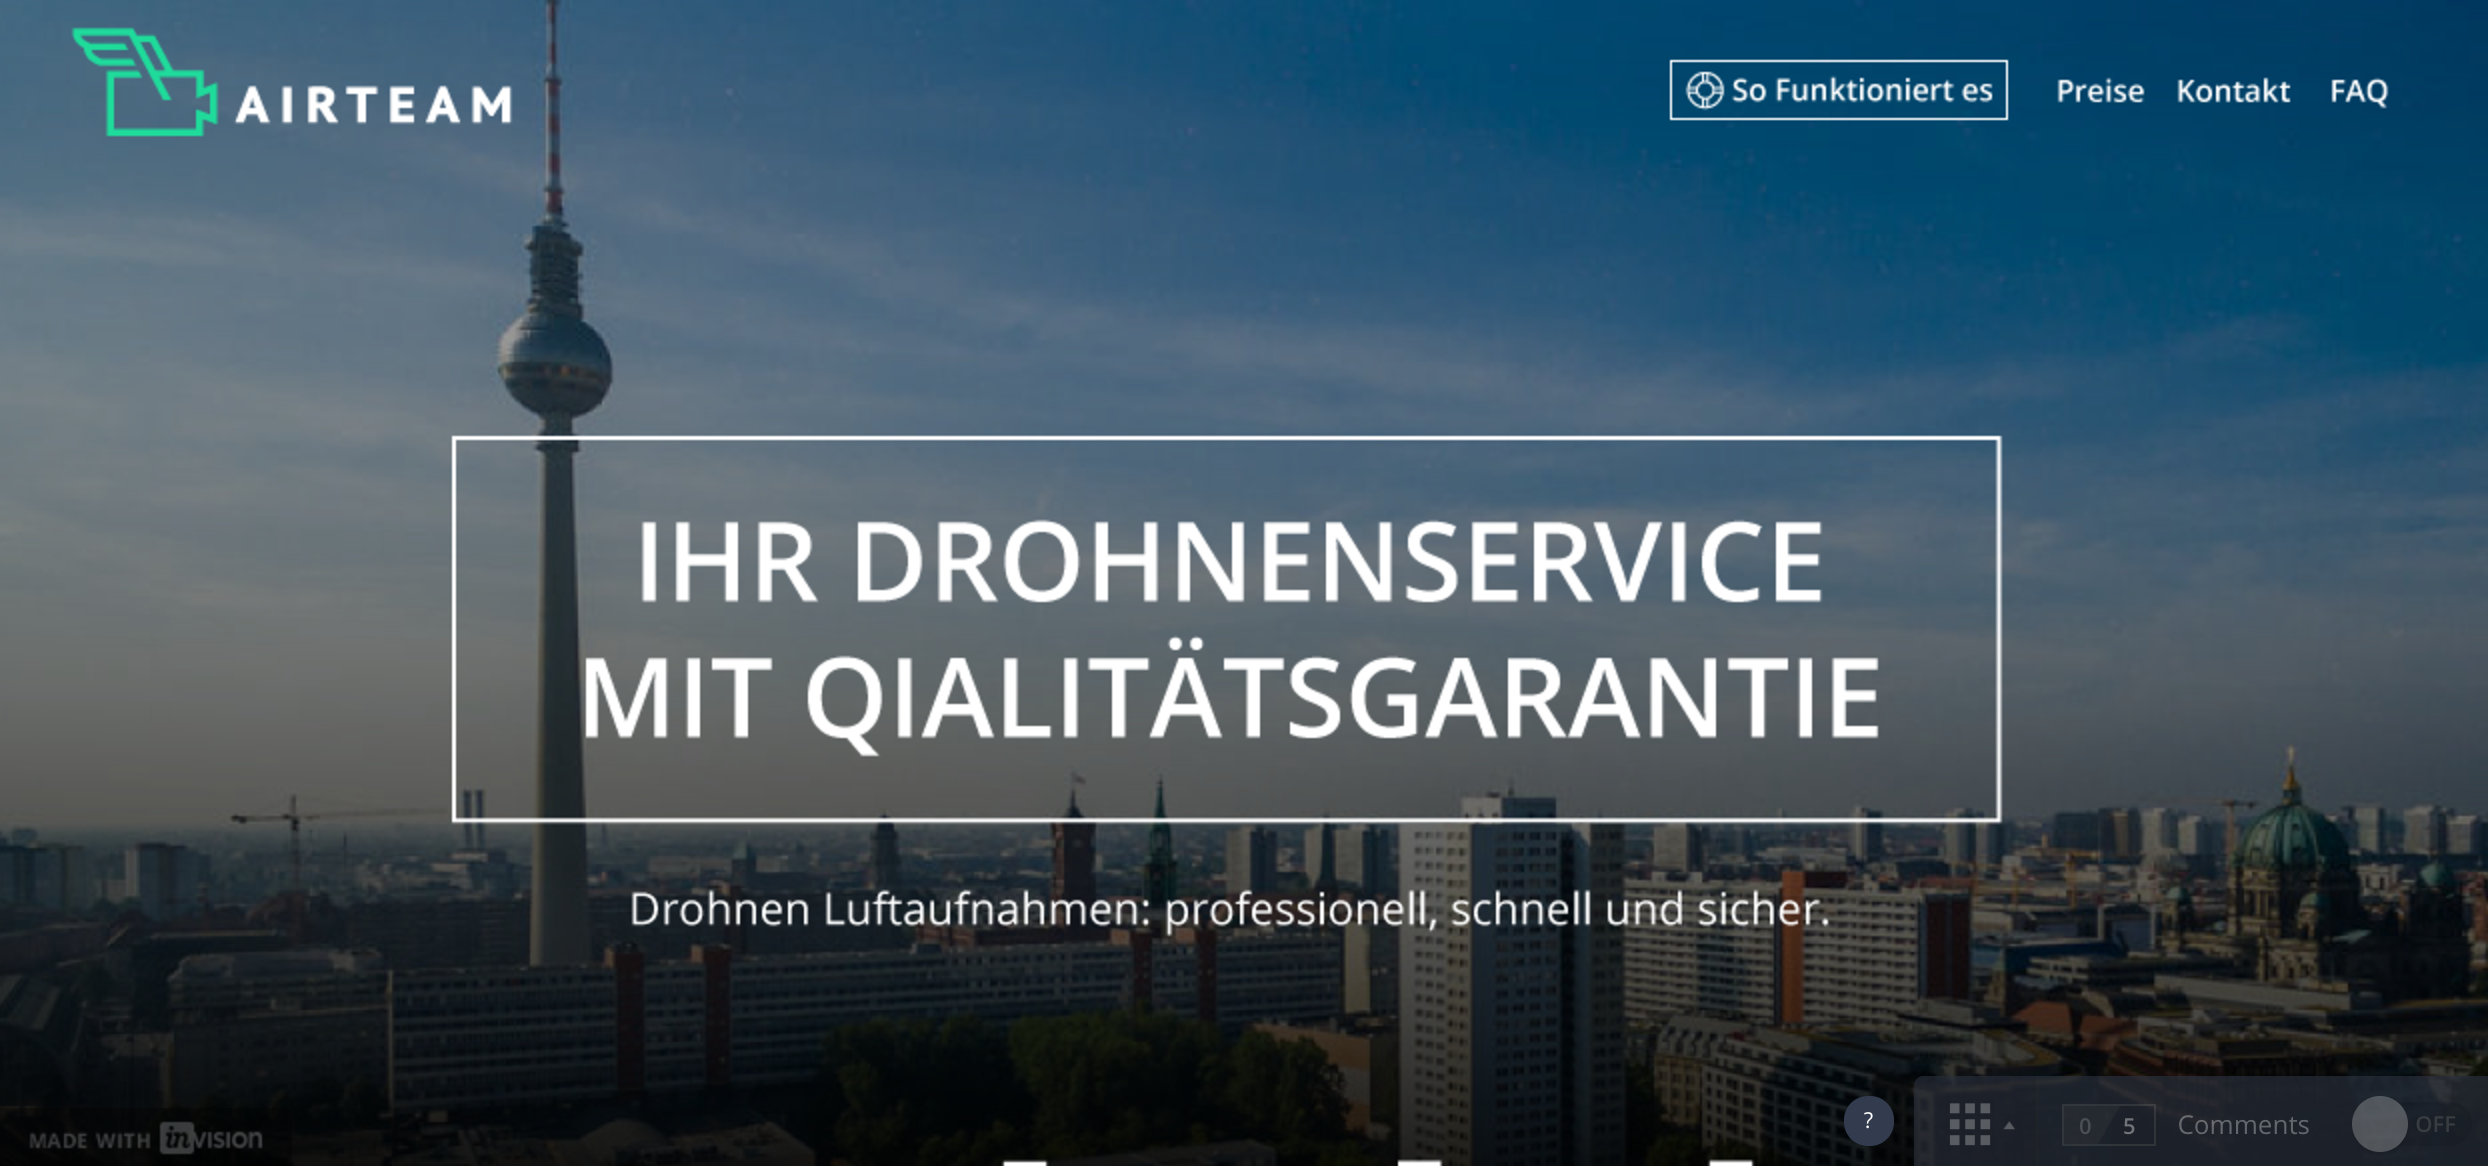 AIRTEAM
So Funktioniert es
Preise
Kontakt
FAQ
IHR DROHNENSERVICE
MIT QIALITÄTSGARANTIE
Drohnen Luftaufnahmen: professionell, schnell und sicher.
MADE WITH inVISION
?
0 5
Comments
OFF